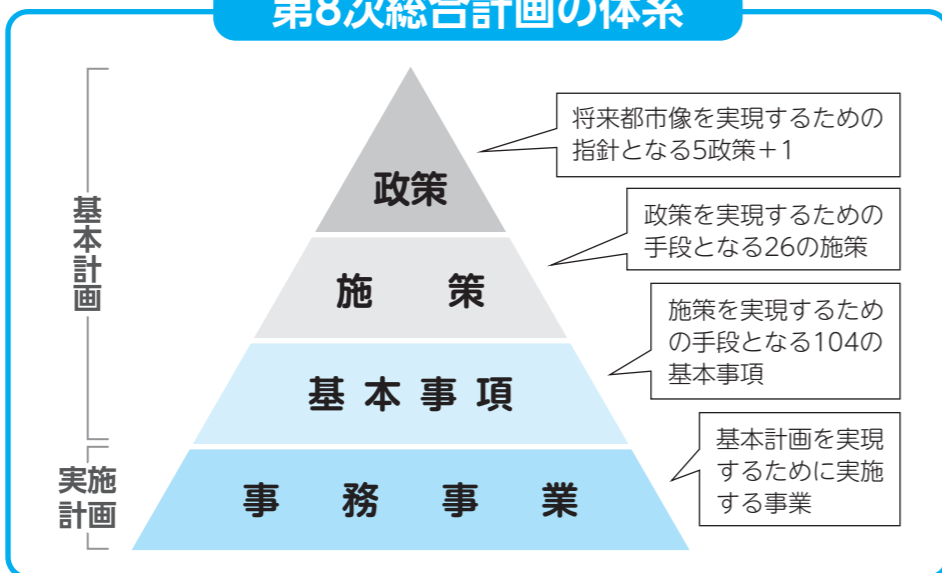 第8次総合計画の体系
将来都市像を実現するための
指針となる5政策+1
政策
政策を実現するための
手段となる26の施策
施策
施策を実現するため
の手段となる104の
基本事項
基本事項
基本計画
基本計画を実現
するために実施
する事業
事務事業
実施
計画